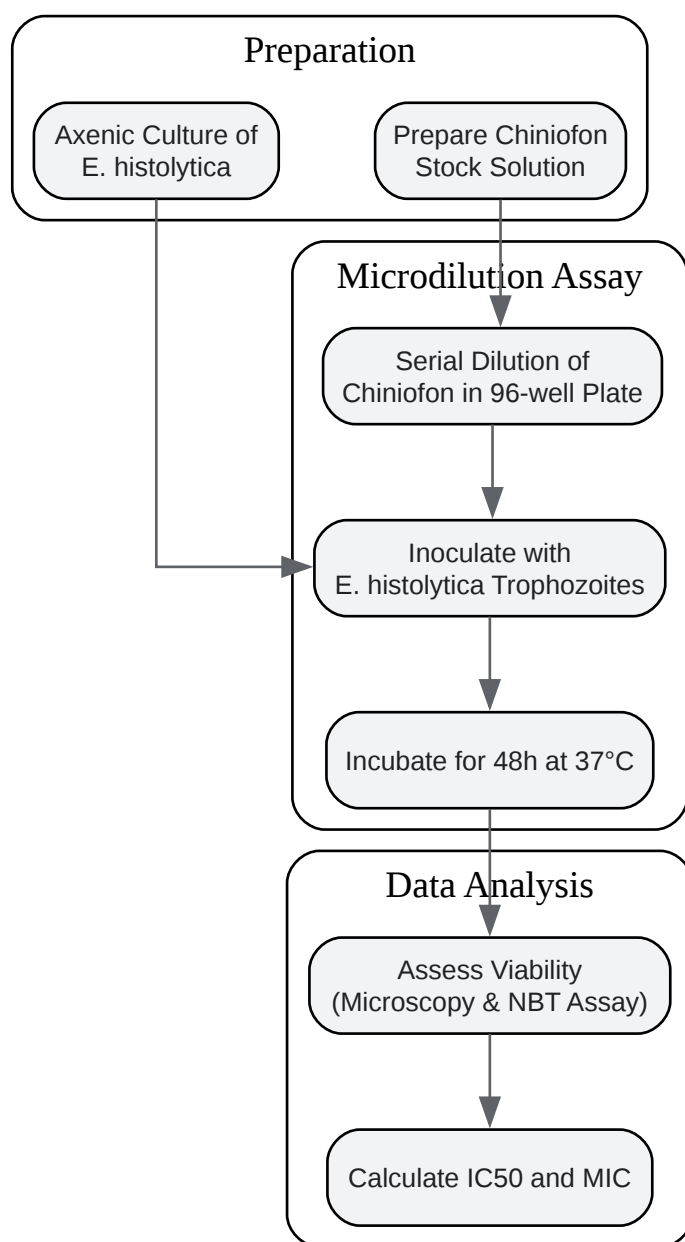 Preparation
Axenic Culture of
E. histolytica
Prepare Chiniofon
Stock Solution
Microdilution Assay
Serial Dilution of
Chiniofon in 96-well Plate
Inoculate with
E. histolytica Trophozoites
Incubate for 48h at 37°C
Data Analysis
Assess Viability
(Microscopy & NBT Assay)
Calculate IC50 and MIC